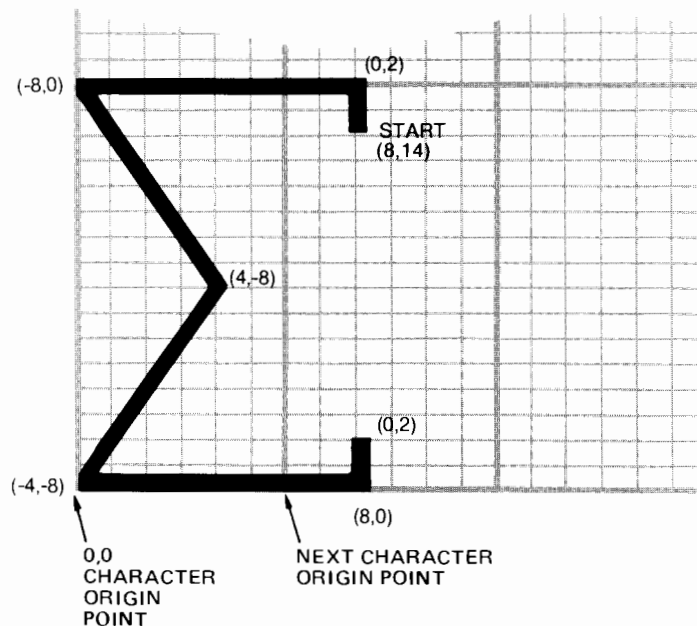 (0,2)
(-8,0)
START
(8,14)
(4,-8)
(0,2)
(-4,-8)
(8,0)
0,0
CHARACTER
ORIGIN
POINT
NEXT CHARACTER
ORIGIN POINT